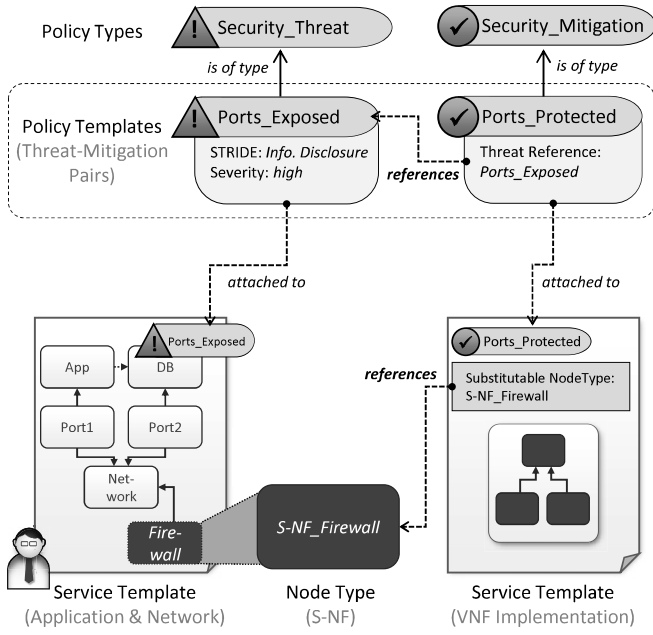 Policy Types
! Security_Threat
Security_Mitigation
is of type
is of type
Policy Templates
(Threat-Mitigation
Pairs)
! Ports_Exposed
STRIDE: Info. Disclosure
Severity: high
references
Ports_Protected
Threat Reference:
Ports_Exposed
attached to
attached to
! Ports_Exposed
App
DB
Port1
Port2
Net-
work
Fire-
wall
S-NF_Firewall
references
Ports_Protected
Substitutable NodeType:
S-NF_Firewall
Service Template
(Application & Network)
Node Type
(S-NF)
Service Template
(VNF Implementation)